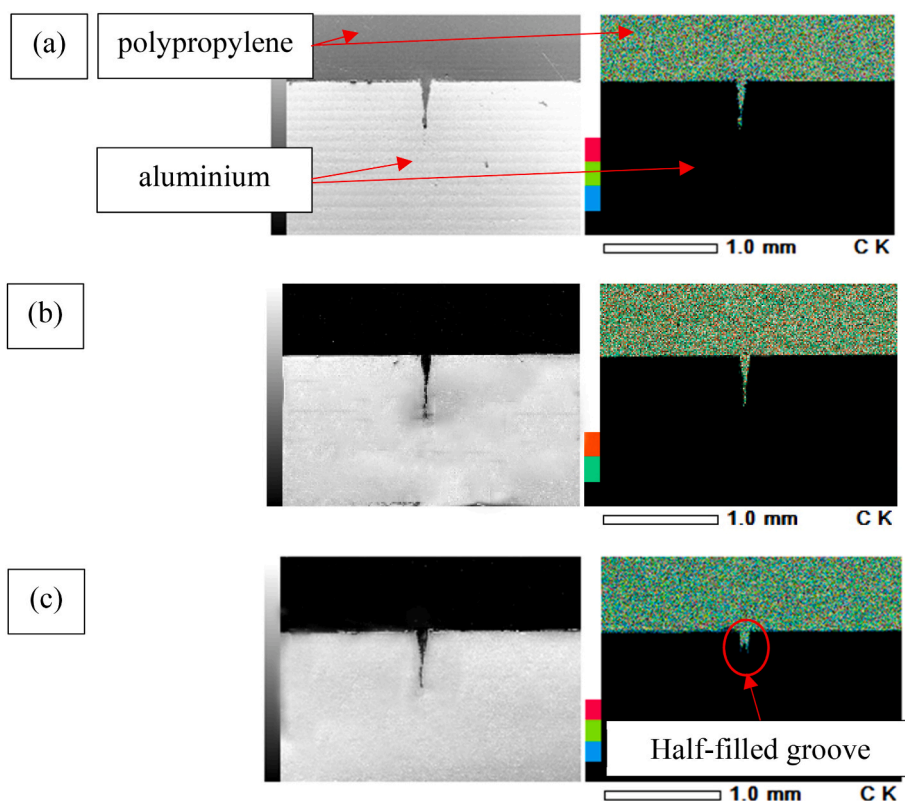 (a)
polypropylene
aluminium
1.0 mm C K
(b)
1.0 mm C K
(c)
Half-filled groove
1.0 mm C K